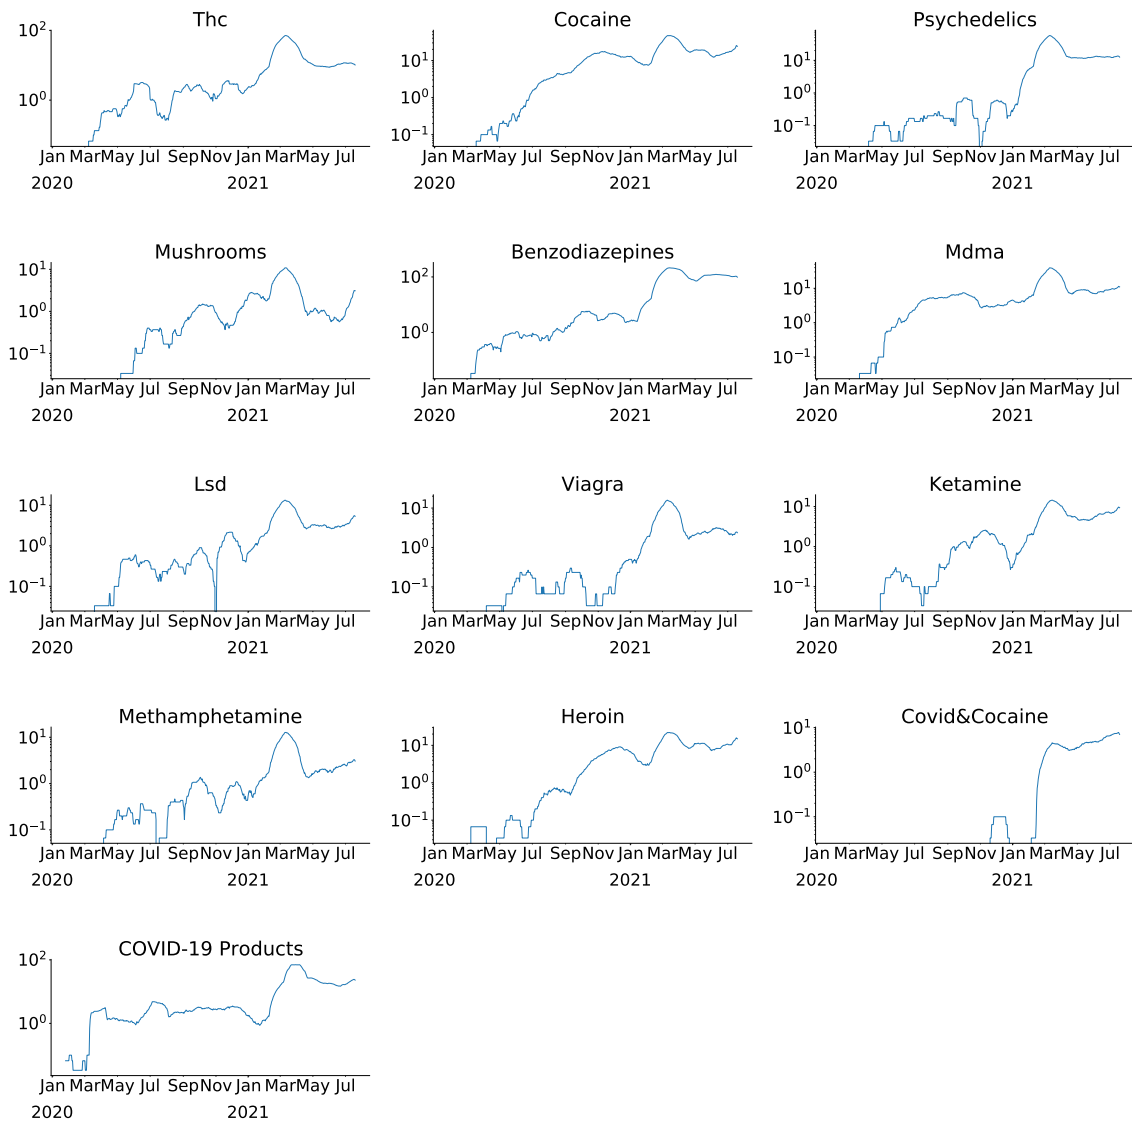 Thc
10^2
10^0
Jan Mar May Jul Sep Nov Jan Mar May Jul
2020 2021
Cocaine
10^1
10^0
10^-1
Jan Mar May Jul Sep Nov Jan Mar May Jul
2020 2021
Psychedelics
10^1
10^0
10^-1
Jan Mar May Jul Sep Nov Jan Mar May Jul
2020 2021
Mushrooms
10^1
10^0
10^-1
Jan Mar May Jul Sep Nov Jan Mar May Jul
2020 2021
Benzodiazepines
10^2
10^0
Jan Mar May Jul Sep Nov Jan Mar May Jul
2020 2021
Mdma
10^1
10^0
10^-1
Jan Mar May Jul Sep Nov Jan Mar May Jul
2020 2021
Lsd
10^1
10^0
10^-1
Jan Mar May Jul Sep Nov Jan Mar May Jul
2020 2021
Viagra
10^1
10^0
10^-1
Jan Mar May Jul Sep Nov Jan Mar May Jul
2020 2021
Ketamine
10^1
10^0
10^-1
Jan Mar May Jul Sep Nov Jan Mar May Jul
2020 2021
Methamphetamine
10^1
10^0
10^-1
Jan Mar May Jul Sep Nov Jan Mar May Jul
2020 2021
Heroin
10^1
10^0
10^-1
Jan Mar May Jul Sep Nov Jan Mar May Jul
2020 2021
Covid&Cocaine
10^1
10^0
10^-1
Jan Mar May Jul Sep Nov Jan Mar May Jul
2020 2021
COVID-19 Products
10^2
10^0
Jan Mar May Jul Sep Nov Jan Mar May Jul
2020 2021